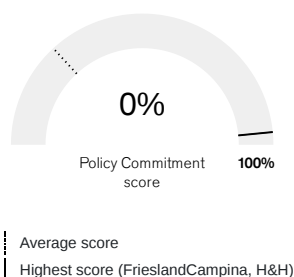 0%
Policy Commitment
score
100%
Average score
Highest score (FrieslandCampina, H&H)